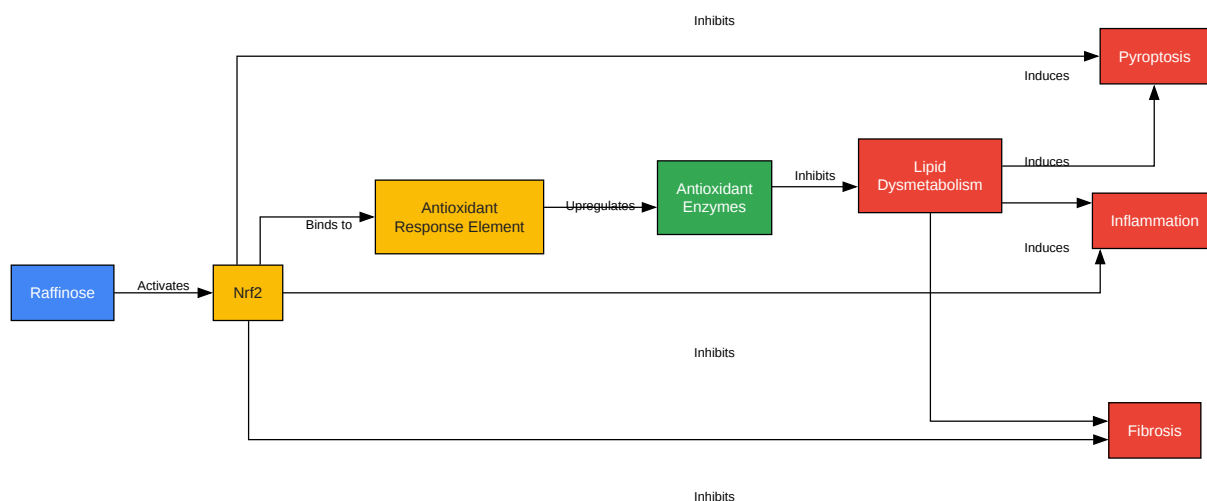 Inhibits
Pyroptosis
Induces
Lipid
Dysmetabolism
Induces
Inhibits
Antioxidant
Enzymes
Antioxidant
Response Element
Upregulates
Binds to
Inflammation
Induces
Raffinose
Activates
Nrf2
Inhibits
Fibrosis
Inhibits